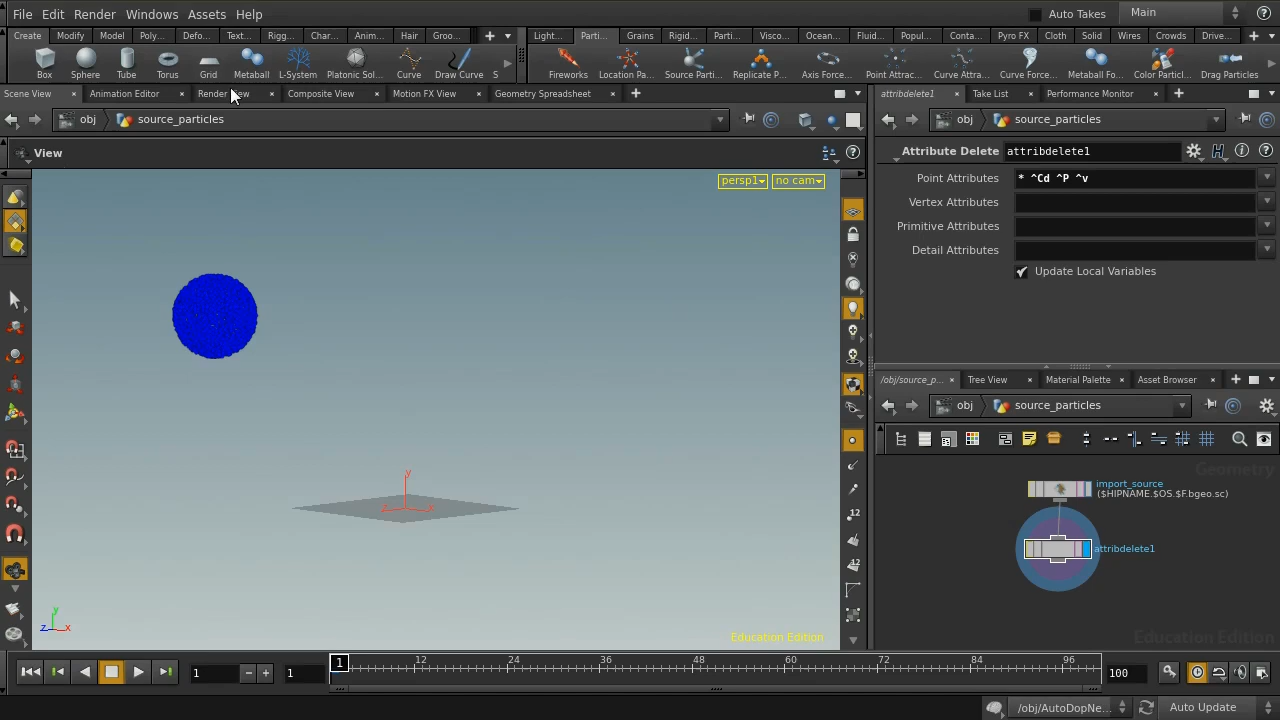 File Edit Render Windows Assets Help
Auto Takes Main
Create Modify Model Poly... Defo... Text... Rigg... Char... Anim... Hair Groo...
Light... Parti... Grains Rigid... Parti... Visco... Ocean... Fluid... Popul... Conta... Pyro FX Cloth Solid Wires Crowds Drive...
Box Sphere Tube Torus Grid Metaball L-System Platonic Sol... Curve Draw Curve S
Fireworks Location Pa... Source Parti... Replicate P... Axis Force... Point Attrac... Curve Attra... Curve Force... Metaball Fo... Color Particl... Drag Particles
Scene View Animation Editor Composite View Motion FX View Geometry Spreadsheet
attribdelete1 Take List Performance Monitor
obj source_particles
obj source_particles
View
Attribute Delete attribdelete1
persp1 no cam
Point Attributes * ^Cd ^P ^v
Vertex Attributes
Primitive Attributes
Detail Attributes
Update Local Variables
/obj/source_p... Tree View Material Palette Asset Browser
obj source_particles
Geometry
import_source
($HIPNAME.$OS.$F.bgeo.sc)
attribdelete1
y
x
y
z x
Education Edition
Education Edition
1 1 1 12 24 36 48 60 72 84 96 100
/obj/AutoDopNe... Auto Update